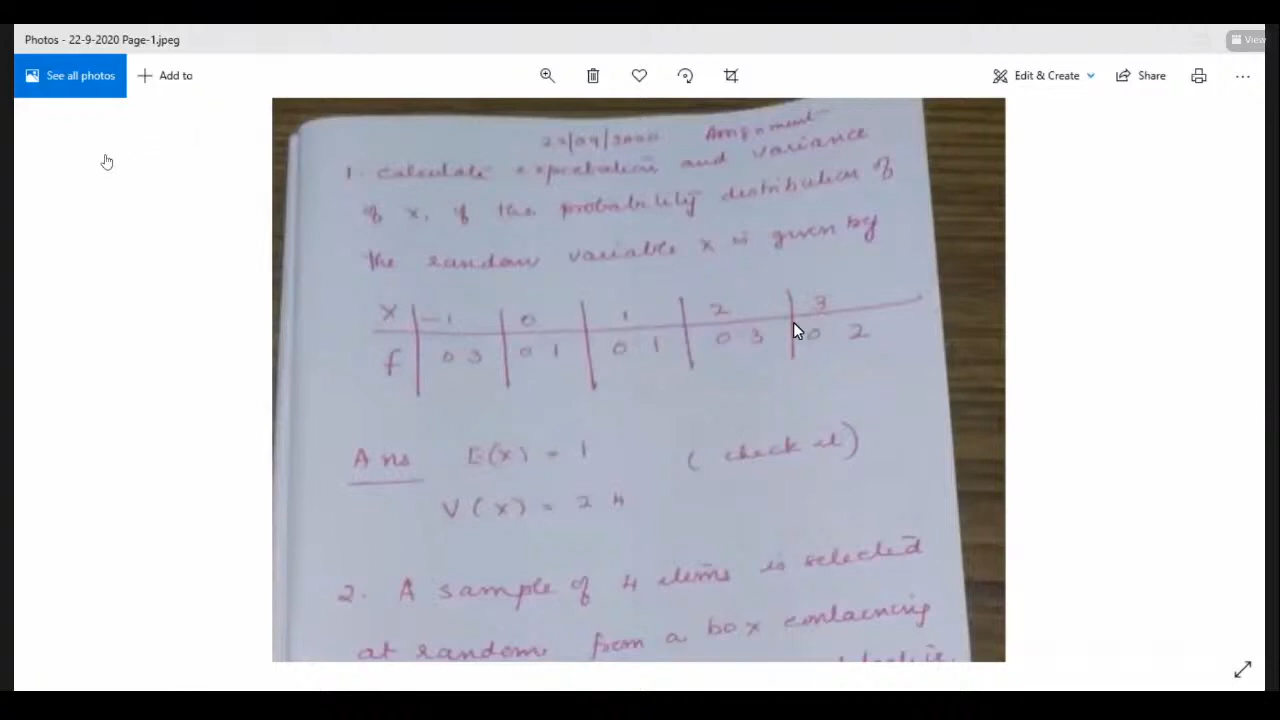 Photos - 22-9-2020 Page-1.jpeg
View
See all photos
Add to
Edit & Create
Share
Assignment
1. Calculate expectation and variance
of x, if the probability distribution of
the random variable x is given by
X -1 0 1 2 3
f 0 3 0 1 0 1 0 3 0 2
Ans E(x) = 1 (check it)
V(x) = 2 4
2. A sample of 4 items is selected
at random from a box containing